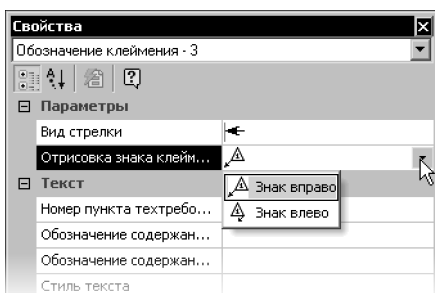 Свойства
Обозначение клеймения - 3
Параметры
Вид стрелки
Отрисовка знака клейм...
Текст
Знак вправо
Номер пункта техтребо...
Знак влево
Обозначение содержан...
Обозначение содержан...
Стиль текста